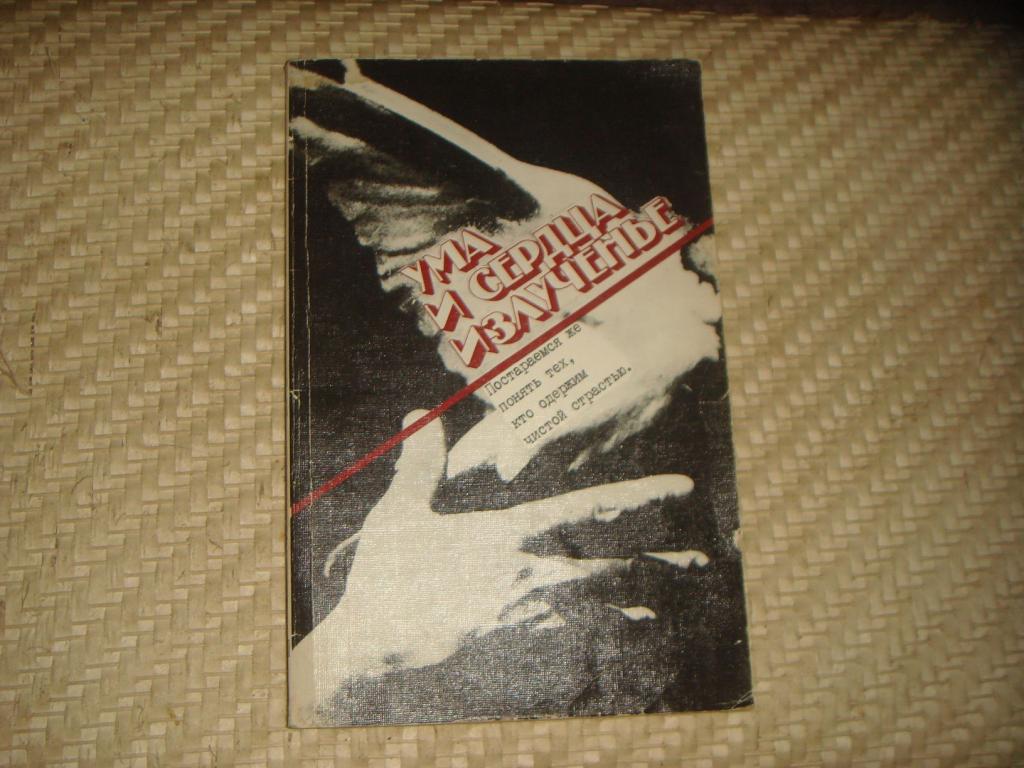 УМА
И СЕРДЦА
ИЗЛУЧЕНЬЕ
Постараемся же
понять тех,
кто одержим
чистой страстью.